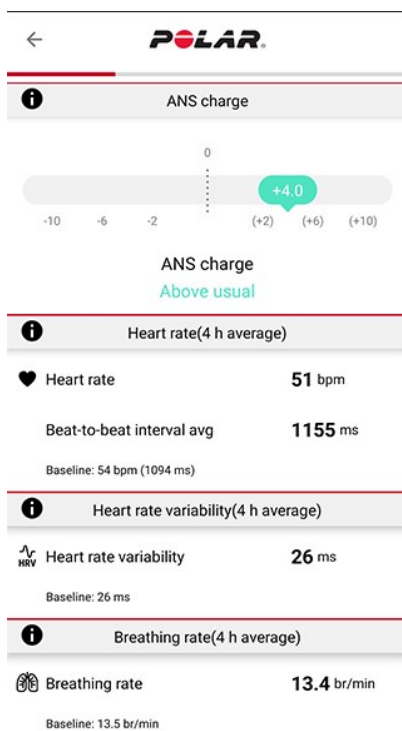 POLAR.
ANS charge
0
+4.0
-10 -6 -2 (+2) (+6) (+10)
ANS charge
Above usual
Heart rate(4 h average)
Heart rate 51 bpm
Beat-to-beat interval avg 1155 ms
Baseline: 54 bpm (1094 ms)
Heart rate variability(4 h average)
HRV Heart rate variability 26 ms
Baseline: 26 ms
Breathing rate(4 h average)
Breathing rate 13.4 br/min
Baseline: 13.5 br/min